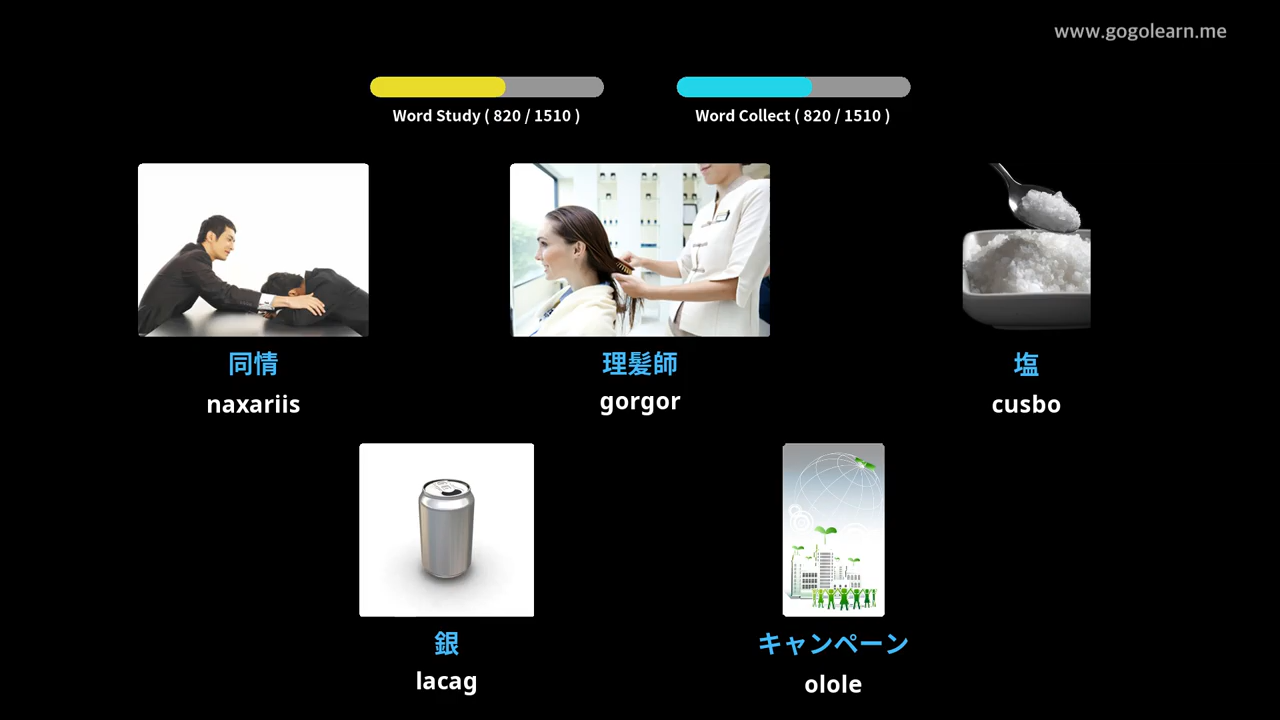 www.gogolearn.me
Word Study ( 820 / 1510 )
Word Collect ( 820 / 1510 )
同情
naxariis
理髪師
gorgor
塩
cusbo
銀
lacag
キャンペーン
olole